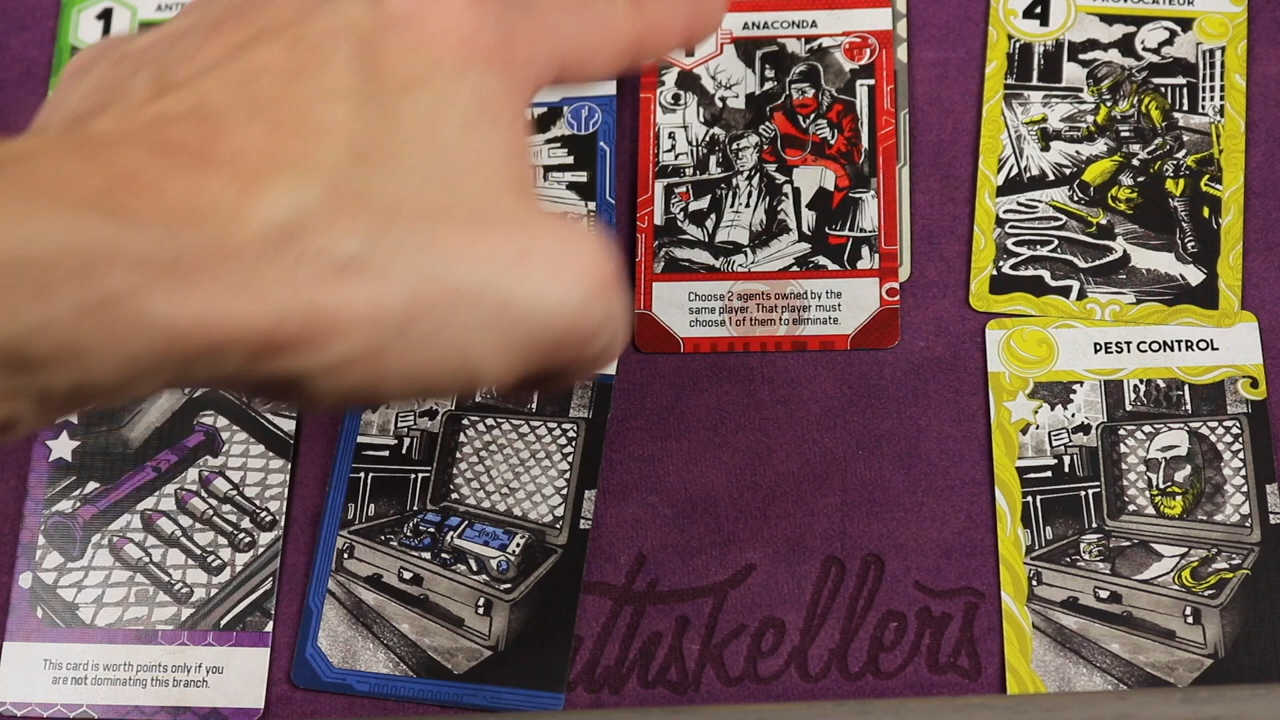 1
ANACONDA
4
PROVOCATEUR
Choose 2 agents owned by the
same player. That player must
choose 1 of them to eliminate.
PEST CONTROL
This card is worth points only if you
are not dominating this branch.